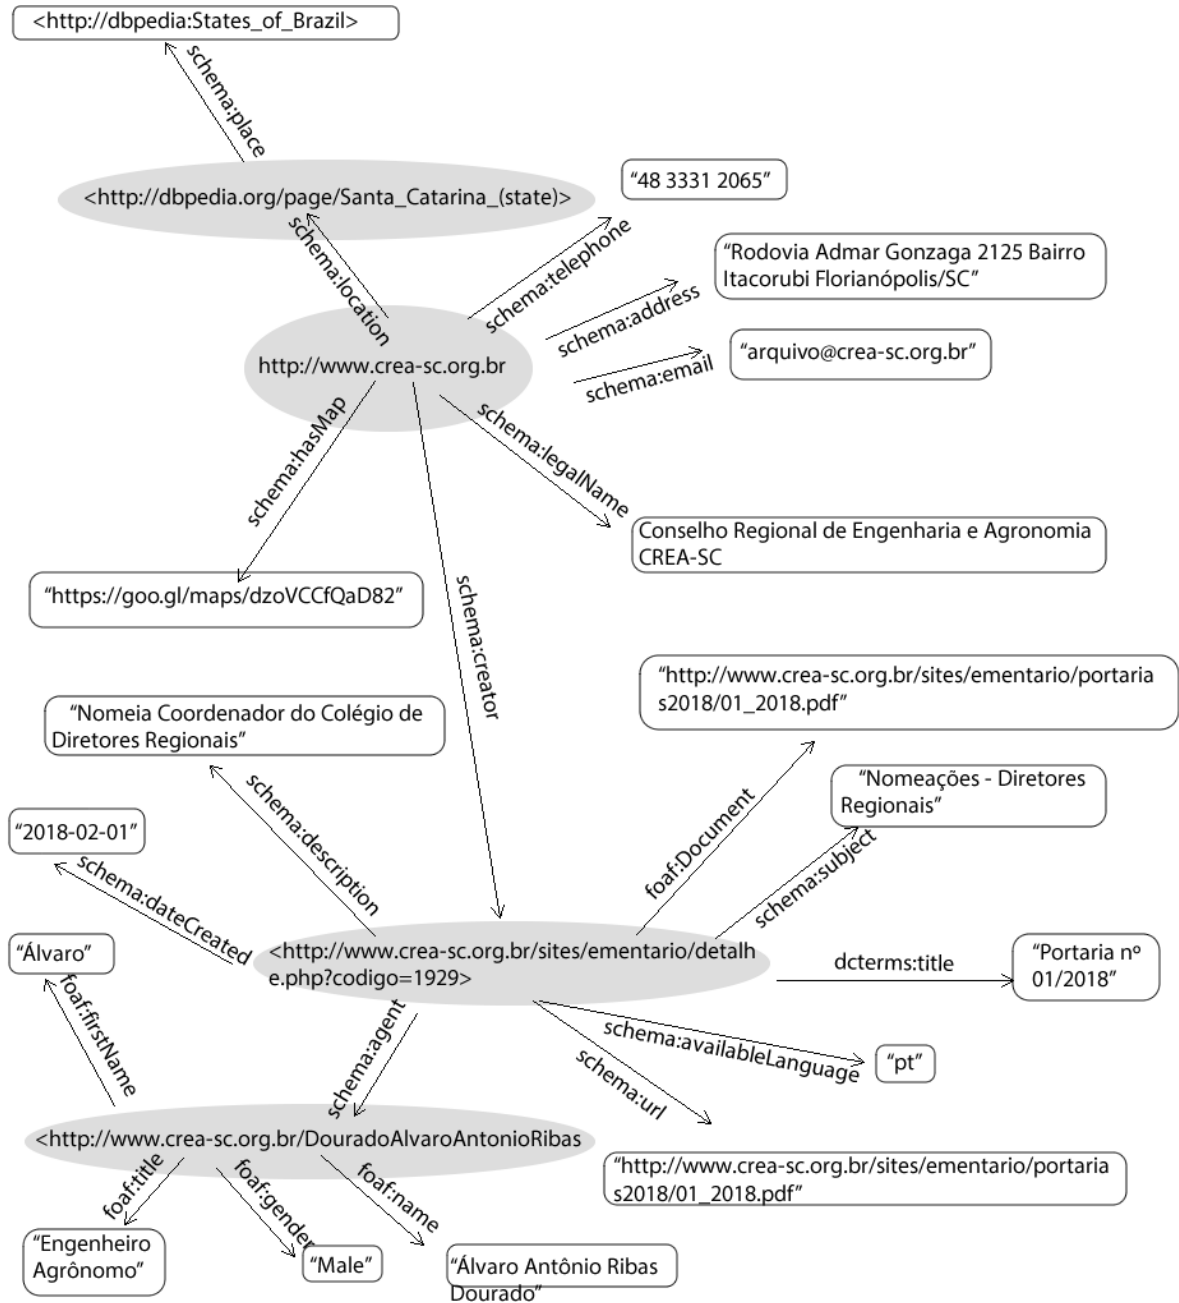 <http://dbpedia:States_of_Brazil>
schema:place
<http://dbpedia.org/page/Santa_Catarina_(state)>
“48 3331 2065”
schema:location
schema:telephone
“Rodovia Admar Gonzaga 2125 Bairro
Itacorubi Florianópolis/SC”
schema:address
http://www.crea-sc.org.br
“arquivo@crea-sc.org.br”
schema:email
schema:hasMap
schema:legalName
Conselho Regional de Engenharia e Agronomia
CREA-SC
“https://goo.gl/maps/dzoVCCfQaD82”
schema:creator
“http://www.crea-sc.org.br/sites/ementario/portaria
s2018/01_2018.pdf”
“Nomeia Coordenador do Colégio de
Diretores Regionais”
“Nomeações - Diretores
Regionais”
schema:description
foaf:Document
“2018-02-01”
schema:subject
schema:dateCreated
<http://www.crea-sc.org.br/sites/ementario/detalh
e.php?codigo=1929>
“Álvaro”
dcterms:title
“Portaria nº
01/2018”
foaf:firstName
schema:agent
schema:availableLanguage
“pt”
schema:url
<http://www.crea-sc.org.br/DouradoAlvaroAntonioRibas
“http://www.crea-sc.org.br/sites/ementario/portaria
s2018/01_2018.pdf”
foaf:title
foaf:gender
foaf:name
“Engenheiro
Agrônomo”
“Male”
“Álvaro Antônio Ribas
Dourado”